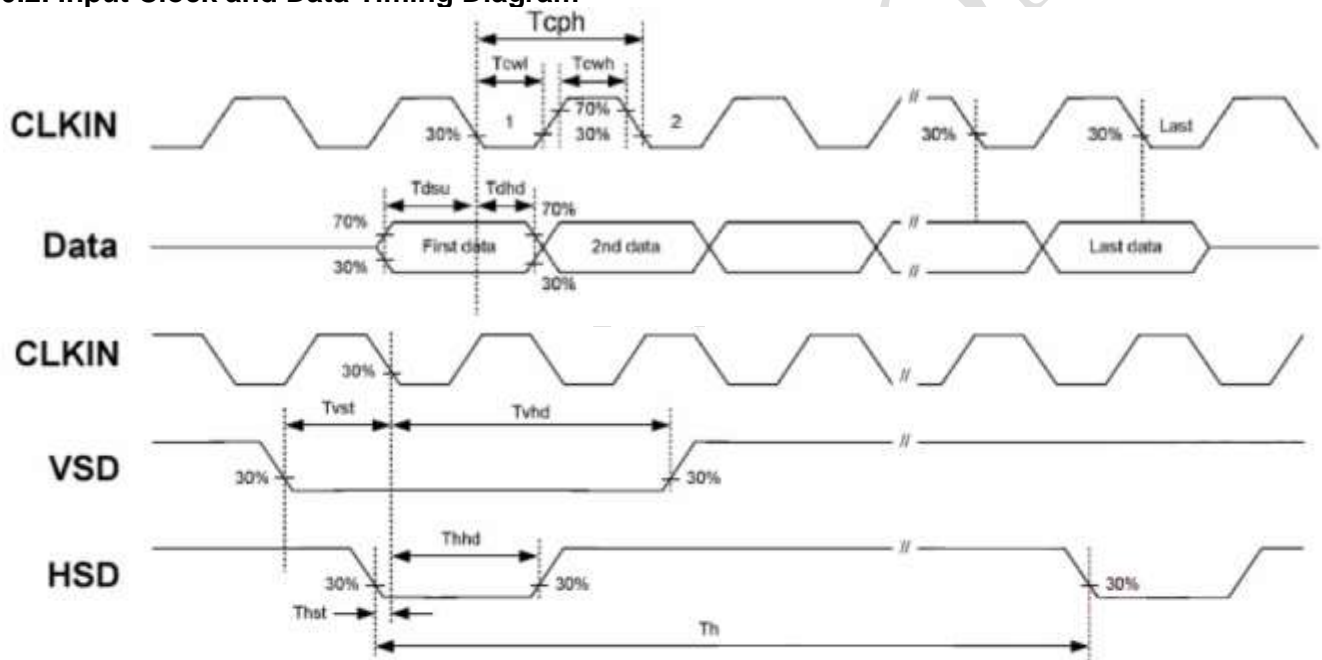 Input Clock and Data Timing Diagram
Tcph
Tcwl Tcwh
CLKIN 30% 1 70% 30% 2 // 30% 30% Last
Tdsu Tdhd
70% 70%
Data First data 2nd data // // Last data
30% 30%
CLKIN 30% //
Tvst Tvhd
VSD 30% 30% //
Thhd
HSD 30% 30% // 30%
Thst
Th